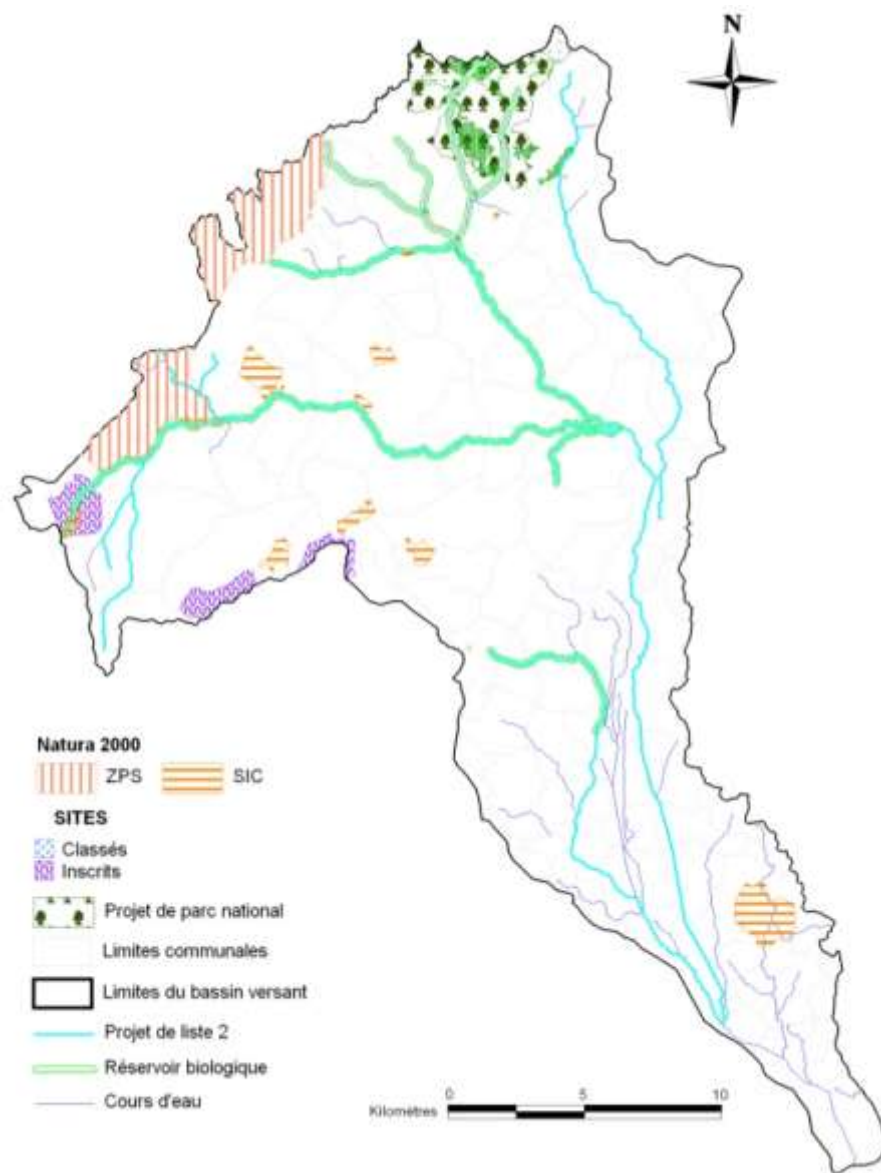 N
Natura 2000
ZPS SIC
SITES
Classés
Inscrits
Projet de parc national
Limites communales
Limites du bassin versant
Projet de liste 2
Réservoir biologique
Cours d'eau
0 5 10
Kilomètres